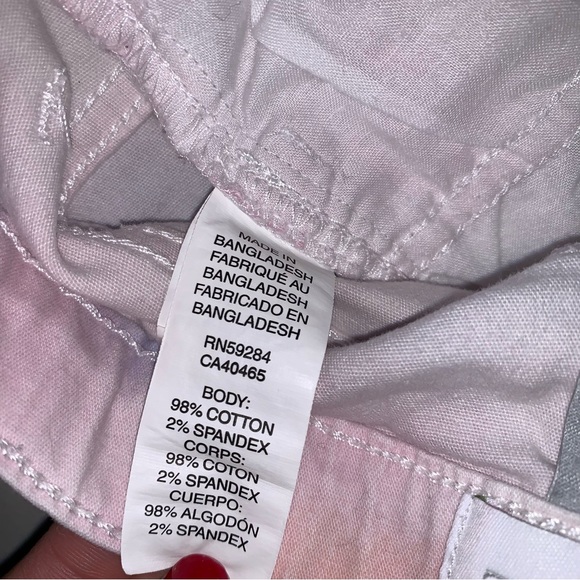 MADE IN
BANGLADESH
FABRIQUÉ AU
BANGLADESH
FABRICADO EN
BANGLADESH
RN59284
CA40465
BODY:
98% COTTON
2% SPANDEX
CORPS:
98% COTON
2% SPANDEX
CUERPO:
98% ALGODÓN
2% SPANDEX